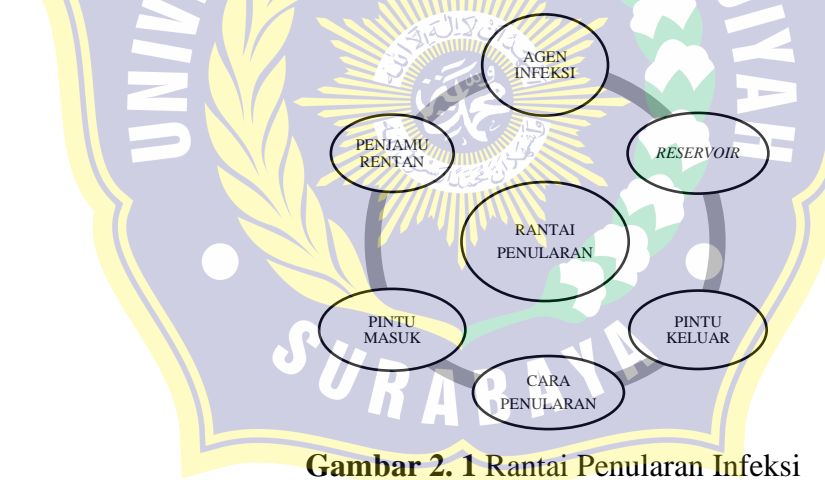 AGEN
INFEKSI
RESERVOIR
PINTU
KELUAR
CARA
PENULARAN
PINTU
MASUK
PENJAMU
RENTAN
RANTAI
PENULARAN
SURABAYA
Gambar 2. 1 Rantai Penularan Infeksi